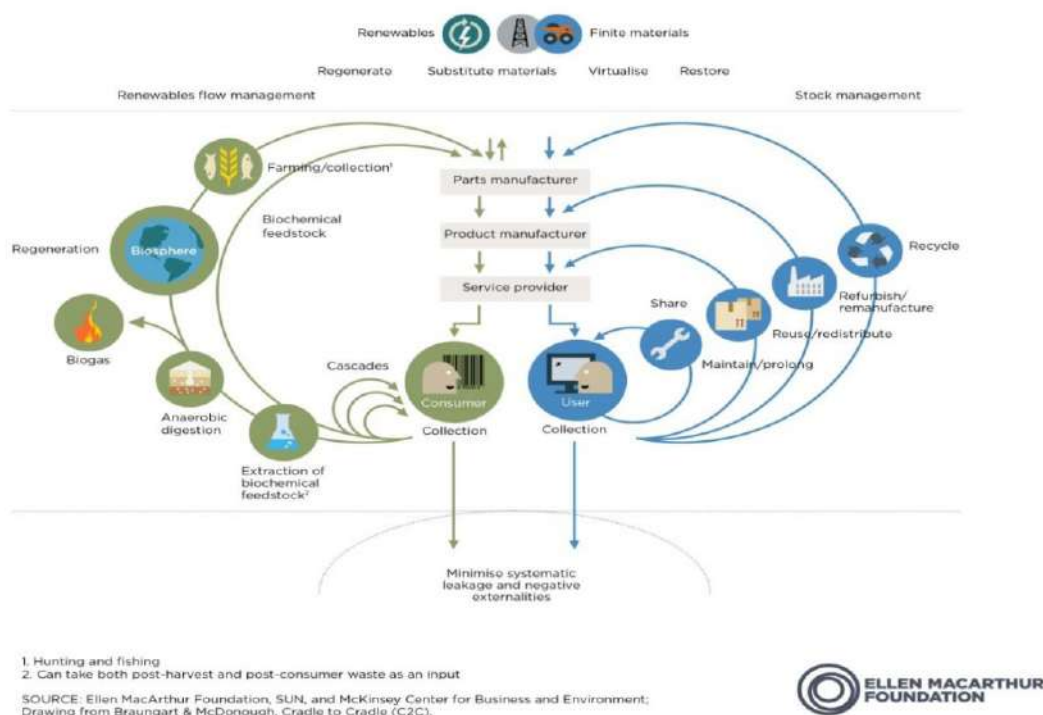 Renewables
Finite materials
Regenerate Substitute materials Virtualise Restore
Renewables flow management
Stock management
Farming/collection¹
Parts manufacturer
Biochemical
feedstock
Regeneration
Biosphere
Product manufacturer
Recycle
Service provider
Share
Refurbish/
remanufacture
Reuse/redistribute
Biogas
Cascades
Maintain/prolong
Consumer
User
Anaerobic
digestion
Collection
Collection
Extraction of
biochemical
feedstock²
Minimise systematic
leakage and negative
externalities
1. Hunting and fishing
2. Can take both post-harvest and post-consumer waste as an input
SOURCE: Ellen MacArthur Foundation, SUN, and McKinsey Center for Business and Environment;
Drawing from Braungart & McDonough, Cradle to Cradle (C2C).
ELLEN MACARTHUR
FOUNDATION